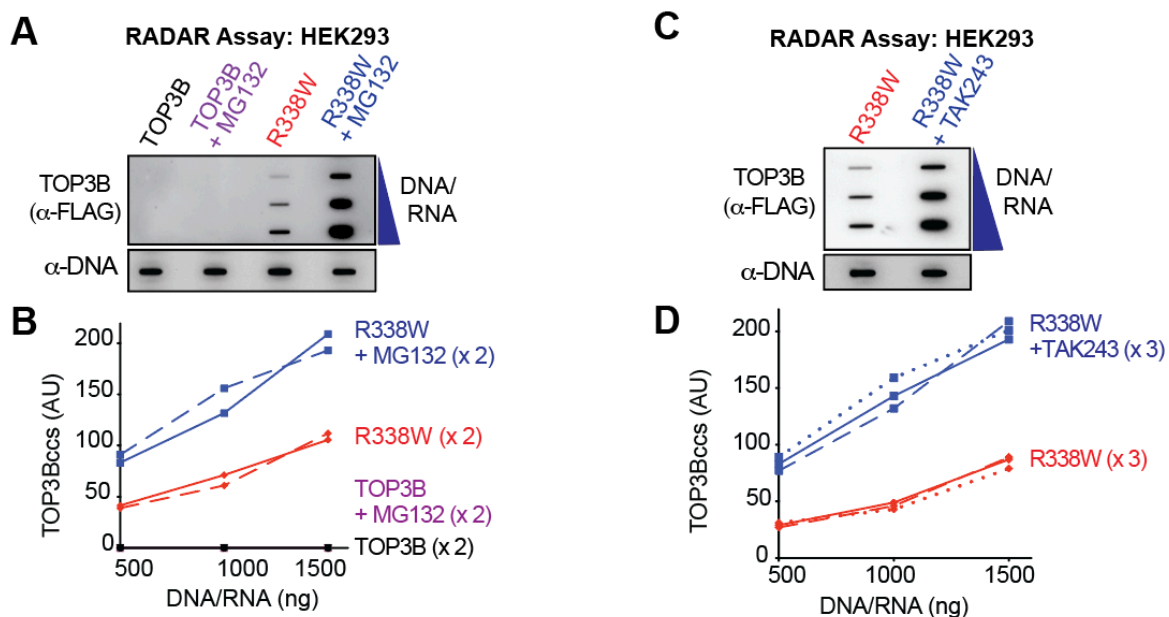 A
RADAR Assay: HEK293
TOP3B
TOP3B
+ MG132
R338W
R338W
+ MG132
TOP3B
(α-FLAG)
DNA/
RNA
α-DNA
B
TOP3Bccs (AU)
200
150
100
50
0
500
1000
1500
DNA/RNA (ng)
R338W
+ MG132 (x 2)
R338W (x 2)
TOP3B
+ MG132 (x 2)
TOP3B (x 2)
C
RADAR Assay: HEK293
R338W
R338W
+ TAK243
TOP3B
(α-FLAG)
DNA/
RNA
α-DNA
D
TOP3Bccs (AU)
200
150
100
50
0
500
1000
1500
DNA/RNA (ng)
R338W
+TAK243 (x 3)
R338W (x 3)